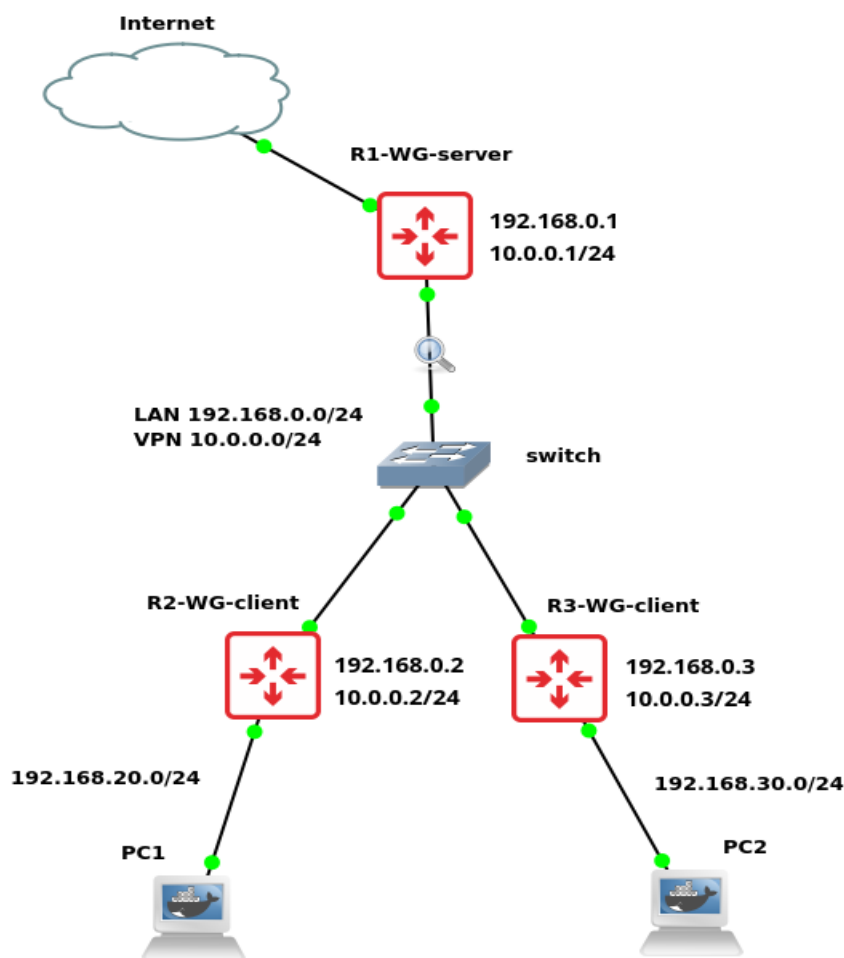 Internet
R1-WG-server
192.168.0.1
10.0.0.1/24
LAN 192.168.0.0/24
VPN 10.0.0.0/24
switch
R2-WG-client
R3-WG-client
192.168.0.2
10.0.0.2/24
192.168.0.3
10.0.0.3/24
192.168.20.0/24
192.168.30.0/24
PC1
PC2